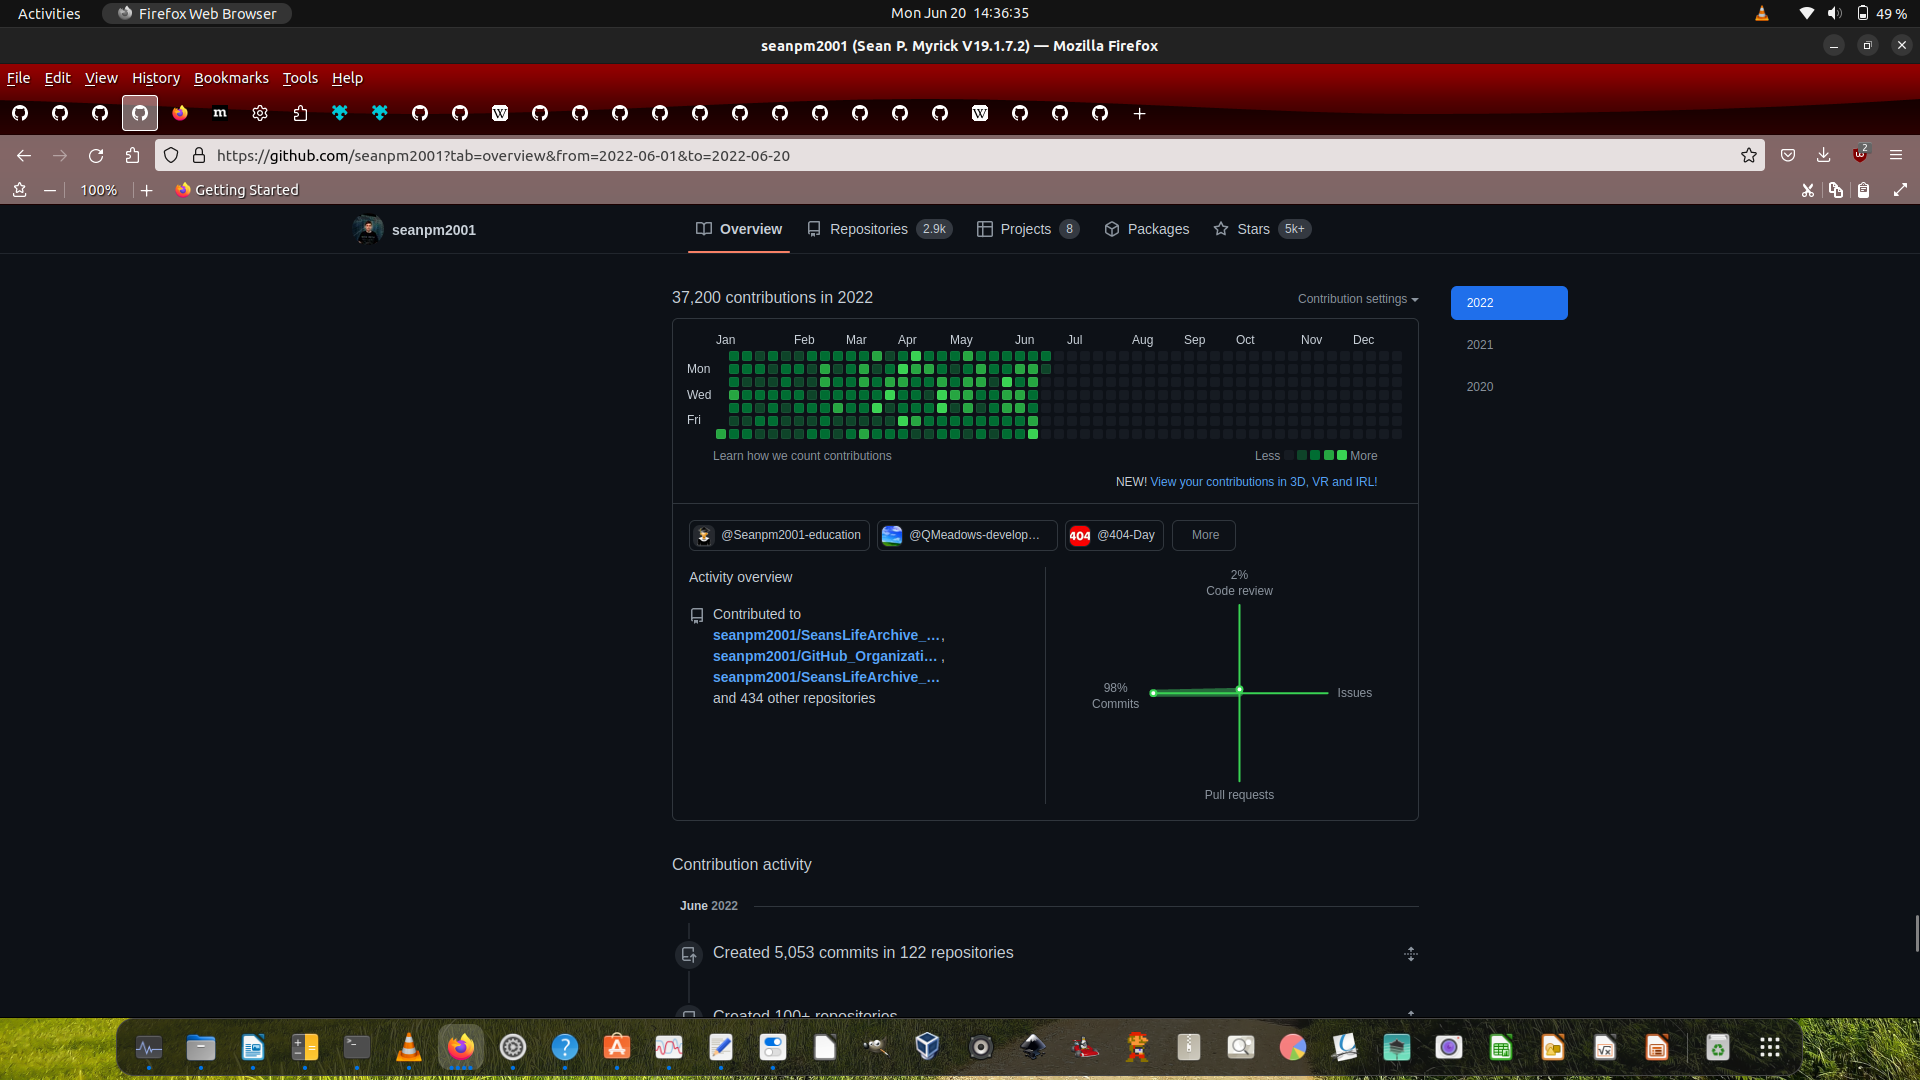 Activities
Firefox Web Browser
Mon Jun 20 14:36:35
49 %
seanpm2001 (Sean P. Myrick V19.1.7.2) — Mozilla Firefox
File Edit View History Bookmarks Tools Help
https://github.com/seanpm2001?tab=overview&from=2022-06-01&to=2022-06-20
2
100%
Getting Started
seanpm2001
Overview
Repositories 2.9k
Projects 8
Packages
Stars 5k+
37,200 contributions in 2022
Contribution settings
2022
2021
2020
Jan Feb Mar Apr May Jun Jul Aug Sep Oct Nov Dec
Mon
Wed
Fri
Learn how we count contributions
Less More
NEW! View your contributions in 3D, VR and IRL!
@Seanpm2001-education
@QMeadows-develop…
404 @404-Day
More
Activity overview
Contributed to
seanpm2001/SeansLifeArchive_…,
seanpm2001/GitHub_Organizati… ,
seanpm2001/SeansLifeArchive_…
and 434 other repositories
2%
Code review
98%
Commits
Issues
Pull requests
Contribution activity
June 2022
Created 5,053 commits in 122 repositories
Created 100+ repositories